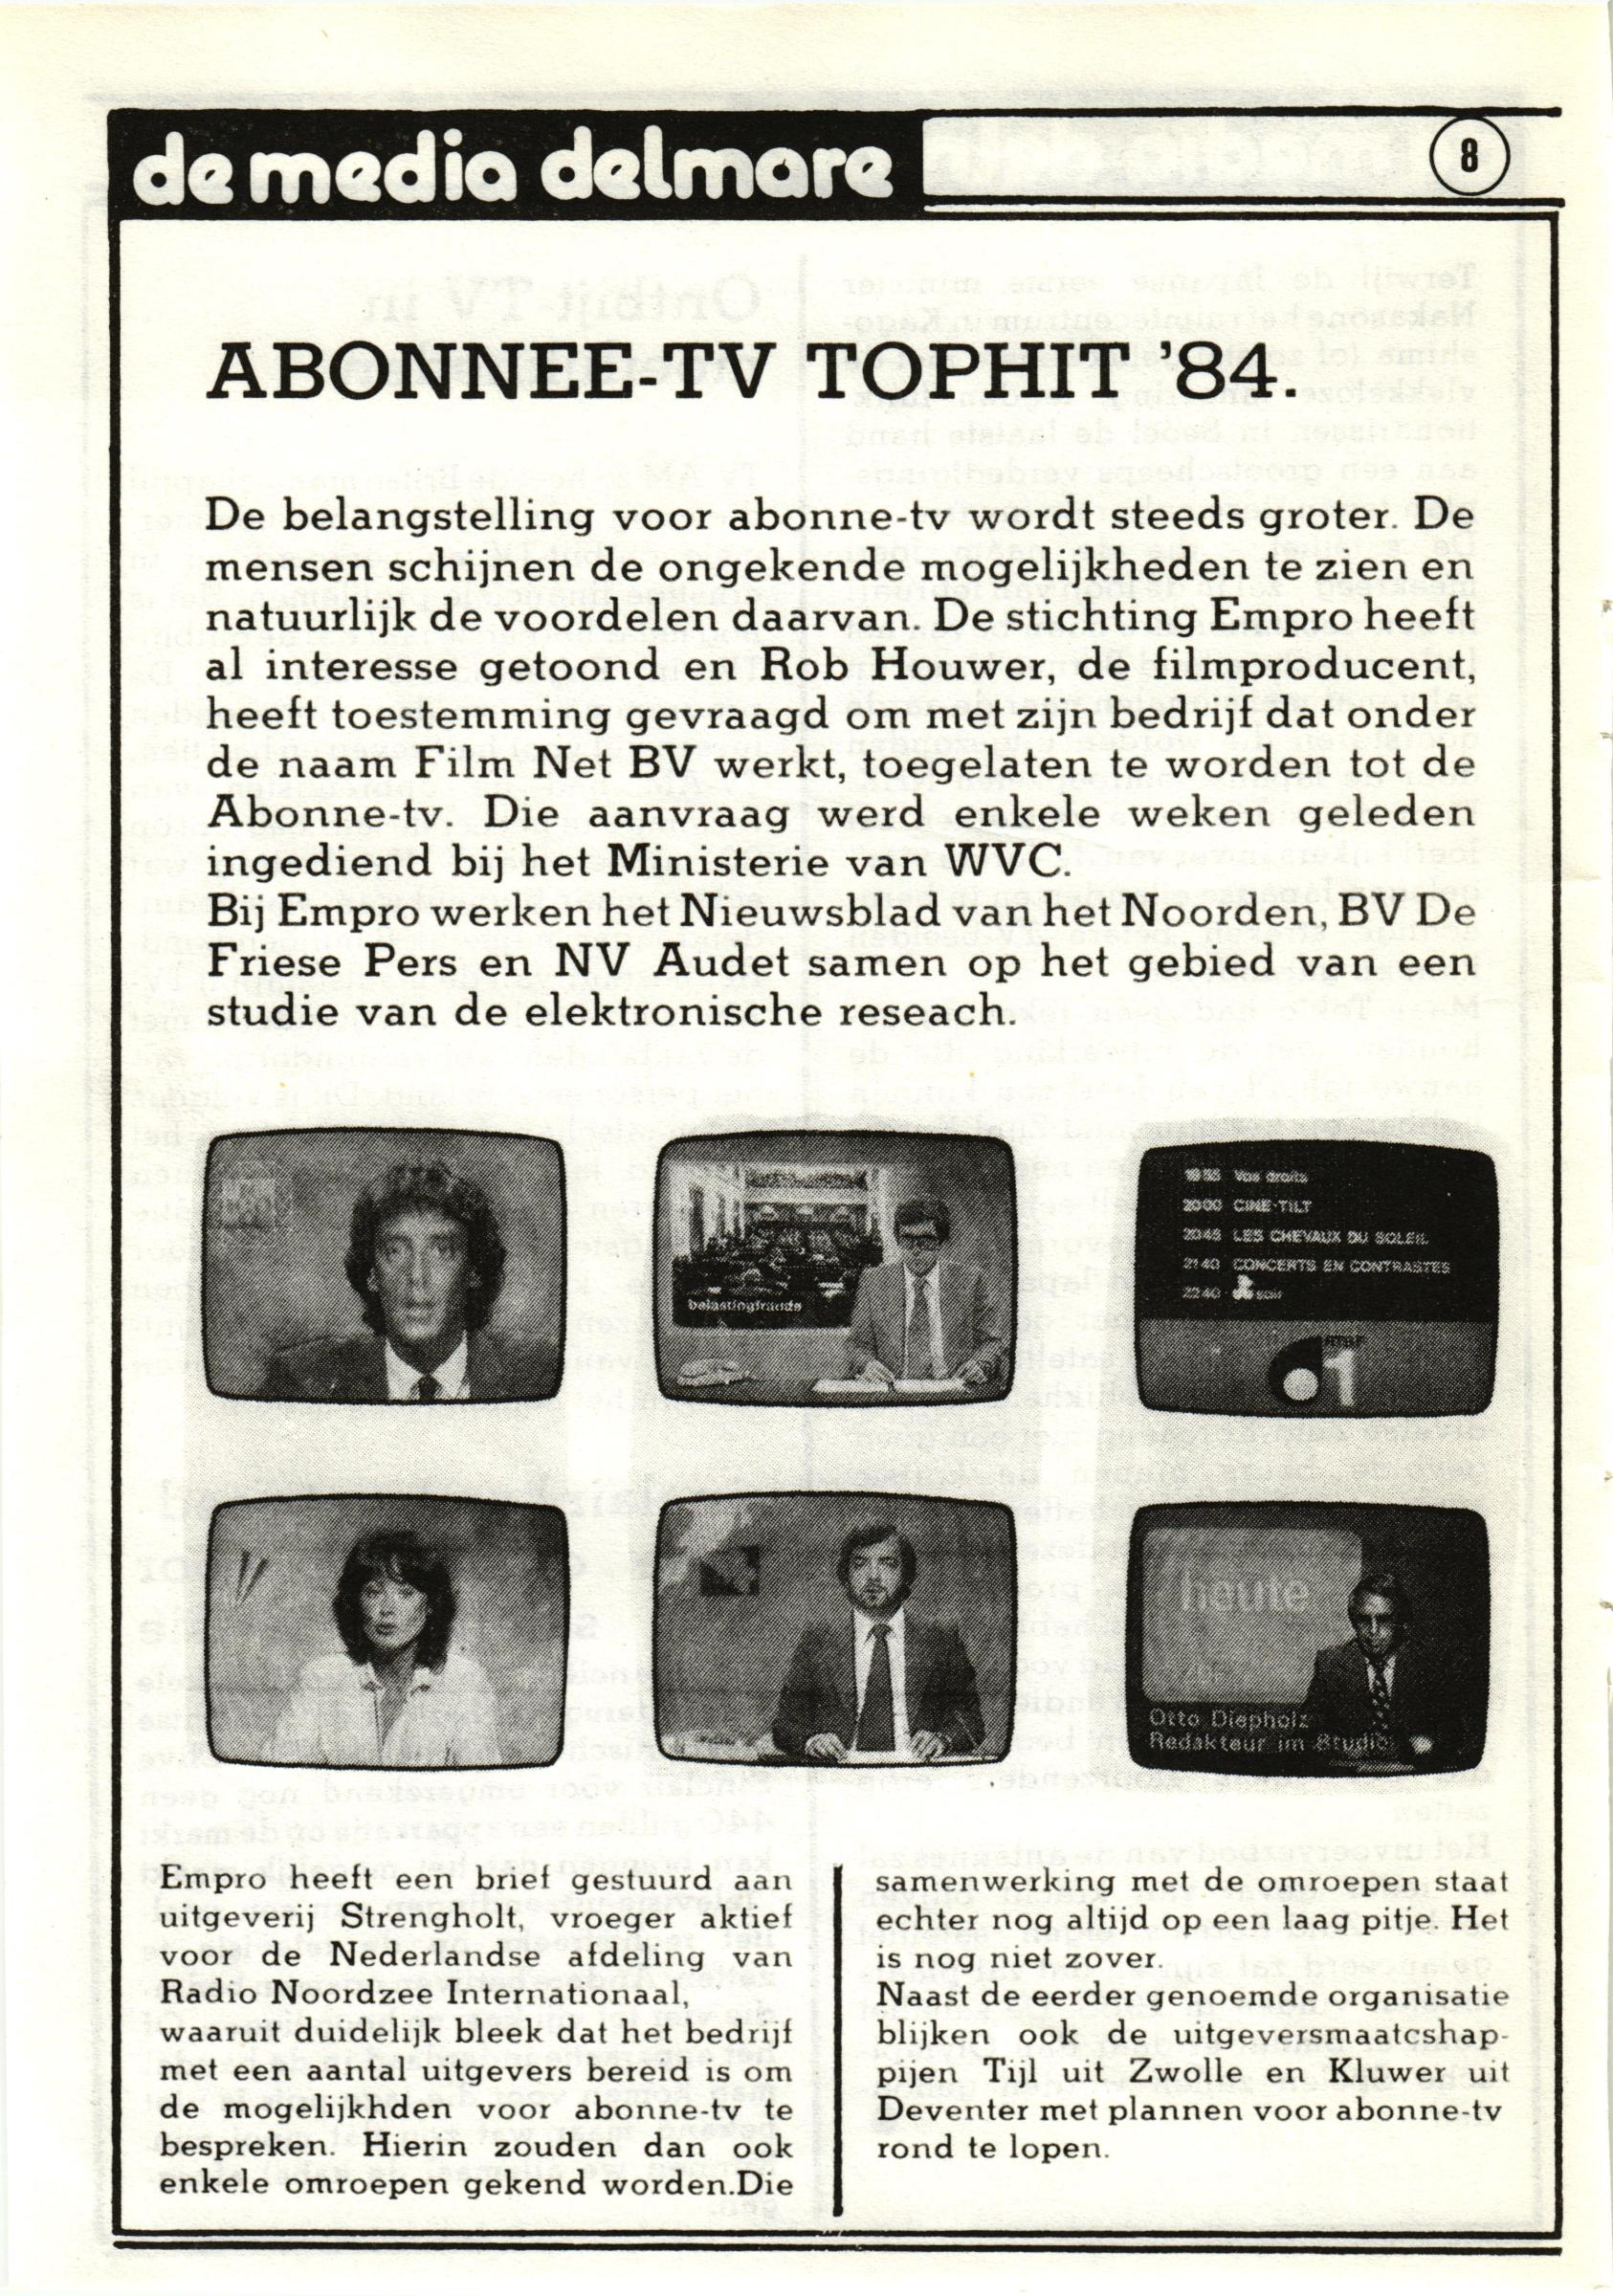 de media delmare
8
ABONNEE-TV TOPHIT '84.
De belangstelling voor abonne-tv wordt steeds groter. De
mensen schijnen de ongekende mogelijkheden te zien en
natuurlijk de voordelen daarvan. De stichting Empro heeft
al interesse getoond en Rob Houwer, de filmproducent,
heeft toestemming gevraagd om met zijn bedrijf dat onder
de naam Film Net BV werkt, toegelaten te worden tot de
Abonne-tv. Die aanvraag werd enkele weken geleden
ingediend bij het Ministerie van WVC.
Bij Empro werken het Nieuwsblad van het Noorden, BV De
Friese Pers en NV Audet samen op het gebied van een
studie van de elektronische reseach.
belastingfraude
Vos droits
20 00 CINE-TILT
20 45 LES CHEVAUX DU SOLEIL
21 40 CONCERTS EN CONTRASTES
22 40 soir
1
heute
Otto Diepholz
Redakteur im Studio
Empro heeft een brief gestuurd aan
uitgeverij Strengholt, vroeger aktief
voor de Nederlandse afdeling van
Radio Noordzee Internationaal,
waaruit duidelijk bleek dat het bedrijf
met een aantal uitgevers bereid is om
de mogelijkhden voor abonne-tv te
bespreken. Hierin zouden dan ook
enkele omroepen gekend worden.Die
samenwerking met de omroepen staat
echter nog altijd op een laag pitje. Het
is nog niet zover.
Naast de eerder genoemde organisatie
blijken ook de uitgeversmaatcshap-
pijen Tijl uit Zwolle en Kluwer uit
Deventer met plannen voor abonne-tv
rond te lopen.